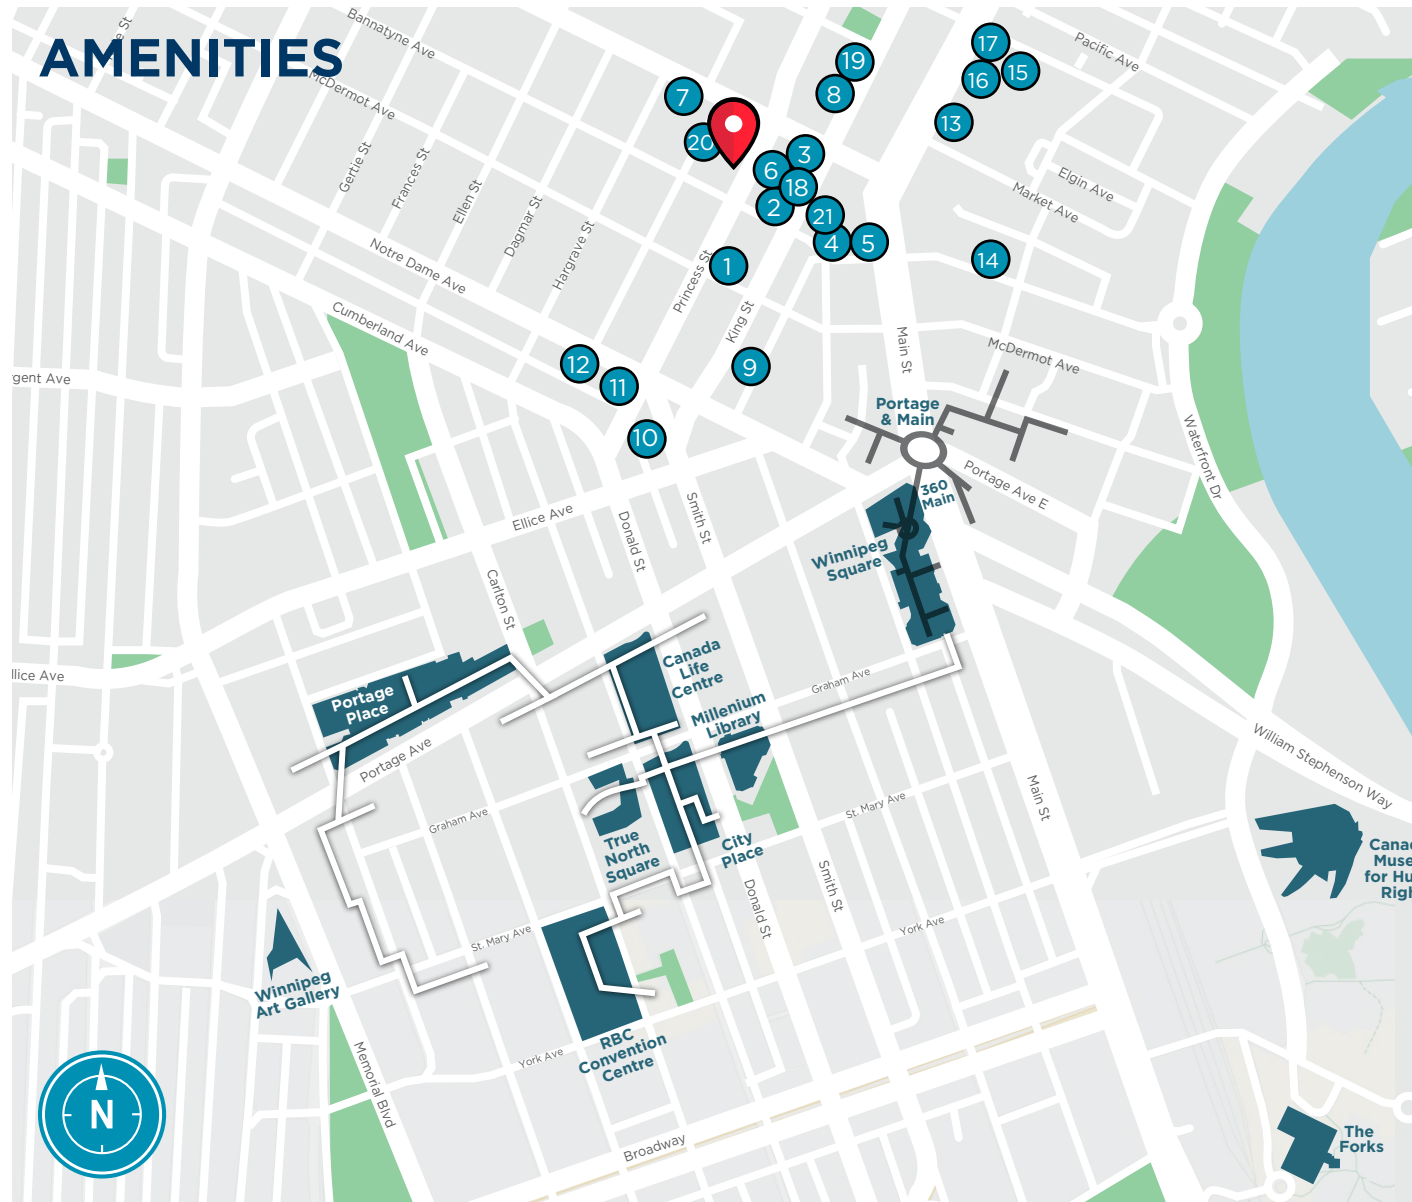 AMENITIES
Bannatyne Ave
McDermot Ave
Pacific Ave
17
19
16
15
7
8
13
20
3
6
18
2
21
4
5
1
14
Gertie St
Frances St
Ellen St
Dagmar St
Hargrave St
Elgin Ave
Market Ave
Notre Dame Ave
Princess St
King St
Cumberland Ave
Main St
McDermot Ave
12
11
9
10
Portage
& Main
Waterfront Dr
Portage Ave E
360
Main
Ellice Ave
Donald St
Smith St
Winnipeg
Square
Carlton St
Canada
Life
Centre
Graham Ave
Portage
Place
Millenium
Library
Portage Ave
William Stephenson Way
Main St
St. Mary Ave
Graham Ave
True
North
Square
City
Place
Smith St
Donald St
St. Mary Ave
York Ave
for
Winnipeg
Art Gallery
RBC
Convention
Centre
York Ave
Memorial Blvd
Broadway
N
The
Forks